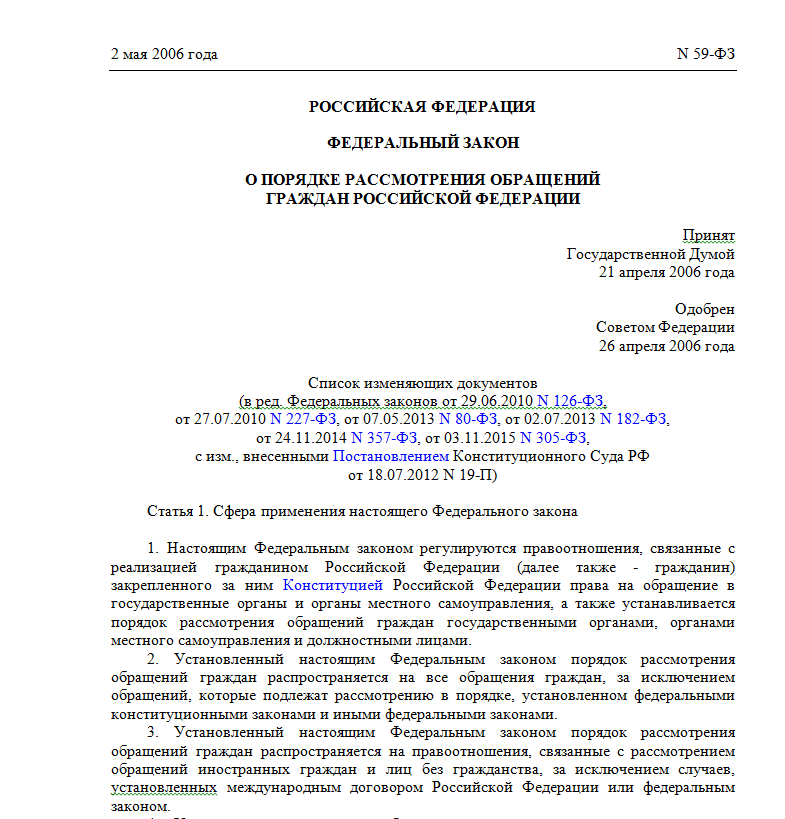 2 мая 2006 года N 59-ФЗ
РОССИЙСКАЯ ФЕДЕРАЦИЯ
ФЕДЕРАЛЬНЫЙ ЗАКОН
О ПОРЯДКЕ РАССМОТРЕНИЯ ОБРАЩЕНИЙ
ГРАЖДАН РОССИЙСКОЙ ФЕДЕРАЦИИ
Принят
Государственной Думой
21 апреля 2006 года
Одобрен
Советом Федерации
26 апреля 2006 года
Список изменяющих документов
(в ред. Федеральных законов от 29.06.2010 N 126-ФЗ,
от 27.07.2010 N 227-ФЗ, от 07.05.2013 N 80-ФЗ, от 02.07.2013 N 182-ФЗ,
от 24.11.2014 N 357-ФЗ, от 03.11.2015 N 305-ФЗ,
с изм., внесенными Постановлением Конституционного Суда РФ
от 18.07.2012 N 19-П)
Статья 1. Сфера применения настоящего Федерального закона
1. Настоящим Федеральным законом регулируются правоотношения, связанные с
реализацией гражданином Российской Федерации (далее также - гражданин)
закрепленного за ним Конституцией Российской Федерации права на обращение в
государственные органы и органы местного самоуправления, а также устанавливается
порядок рассмотрения обращений граждан государственными органами, органами
местного самоуправления и должностными лицами.
2. Установленный настоящим Федеральным законом порядок рассмотрения
обращений граждан распространяется на все обращения граждан, за исключением
обращений, которые подлежат рассмотрению в порядке, установленном федеральными
конституционными законами и иными федеральными законами.
3. Установленный настоящим Федеральным законом порядок рассмотрения
обращений граждан распространяется на правоотношения, связанные с рассмотрением
обращений иностранных граждан и лиц без гражданства, за исключением случаев,
установленных международным договором Российской Федерации или федеральным
законом.